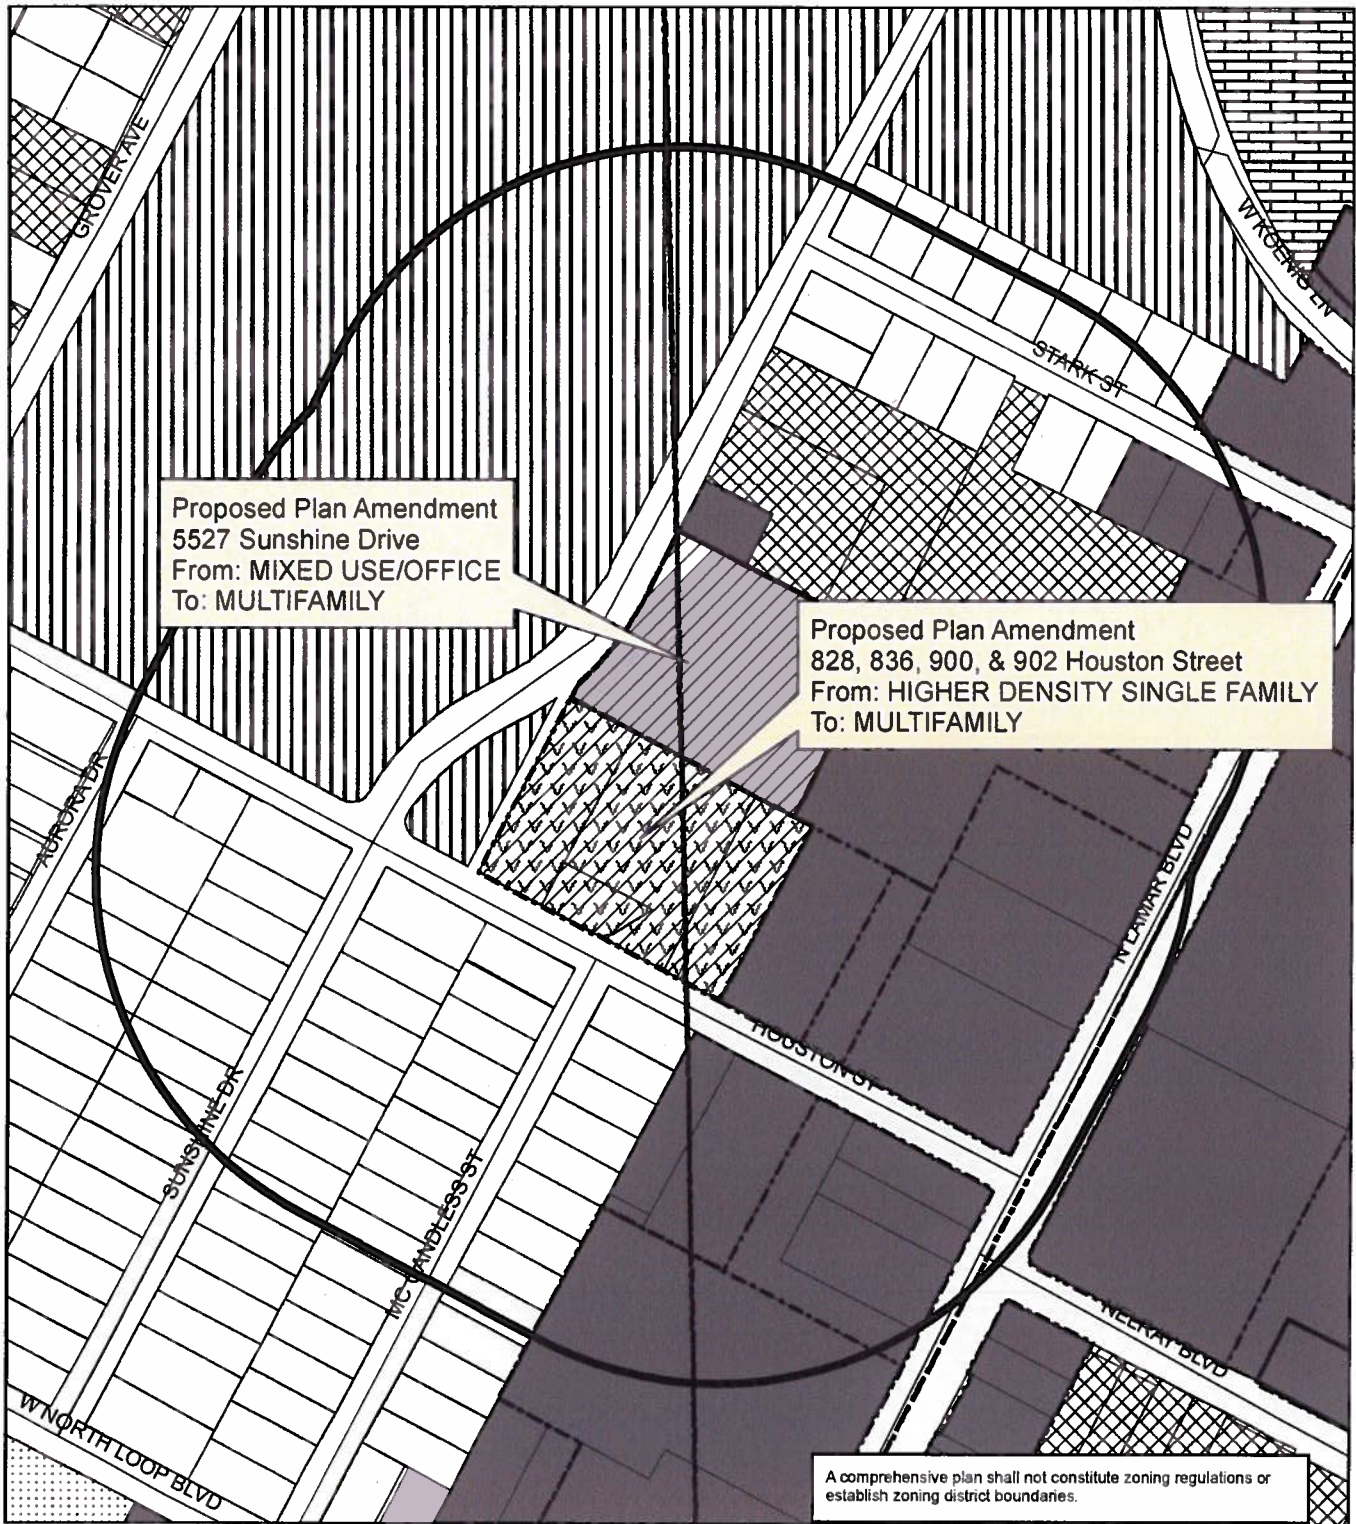 GROVER AVE
W KOENIG LN
STARK ST
Proposed Plan Amendment
5527 Sunshine Drive
From: MIXED USE/OFFICE
To: MULTIFAMILY
Proposed Plan Amendment
828, 836, 900, & 902 Houston Street
From: HIGHER DENSITY SINGLE FAMILY
To: MULTIFAMILY
AURORA DR
N LAMAR BLVD
HOUSTON ST
SUNSHINE DR
MC CANDLESS ST
NELRAY BLVD
W NORTH LOOP BLVD
A comprehensive plan shall not constitute zoning regulations or
establish zoning district boundaries.